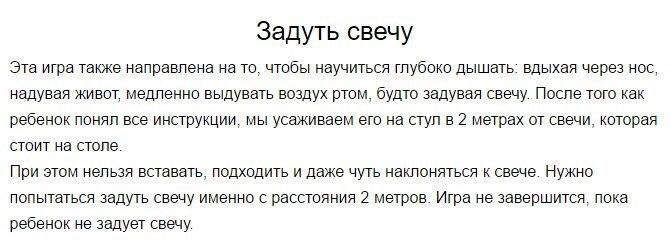 Задуть свечу
Эта игра также направлена на то, чтобы научиться глубоко дышать: вдыхая через нос,
надувая живот, медленно выдувать воздух ртом, будто задувая свечу. После того как
ребенок понял все инструкции, мы усаживаем его на стул в 2 метрах от свечи, которая
стоит на столе.
При этом нельзя вставать, подходить и даже чуть наклоняться к свече. Нужно
попытаться задуть свечу именно с расстояния 2 метров. Игра не завершится, пока
ребенок не задует свечу.